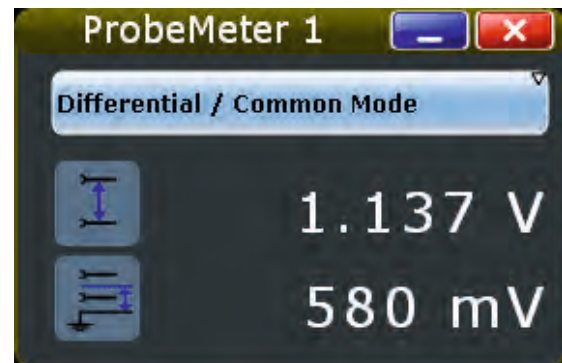 ProbeMeter 1
Differential / Common Mode
1.137 V
580 mV